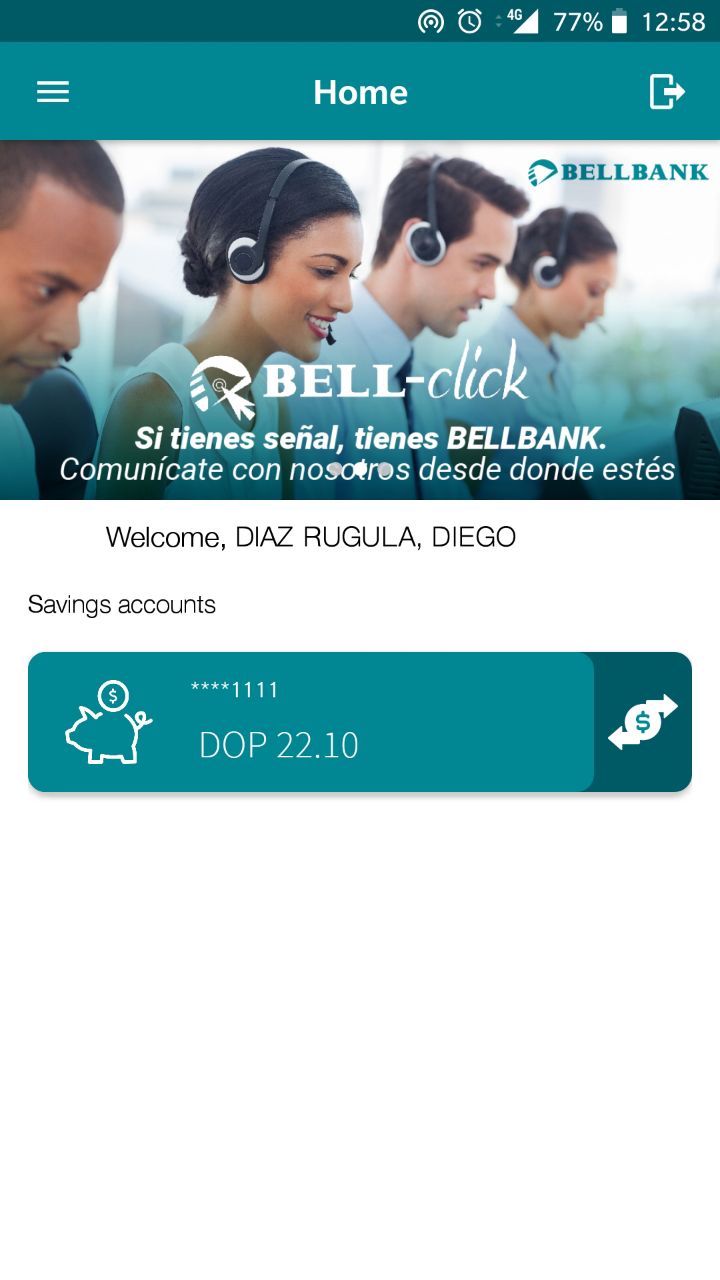 4G 77% 12:58
Home
BELLBANK
BELL-click
Si tienes señal, tienes BELLBANK.
Comunícate con nosotros desde donde estés
Welcome, DIAZ RUGULA, DIEGO
Savings accounts
$
****1111
$
DOP 22.10